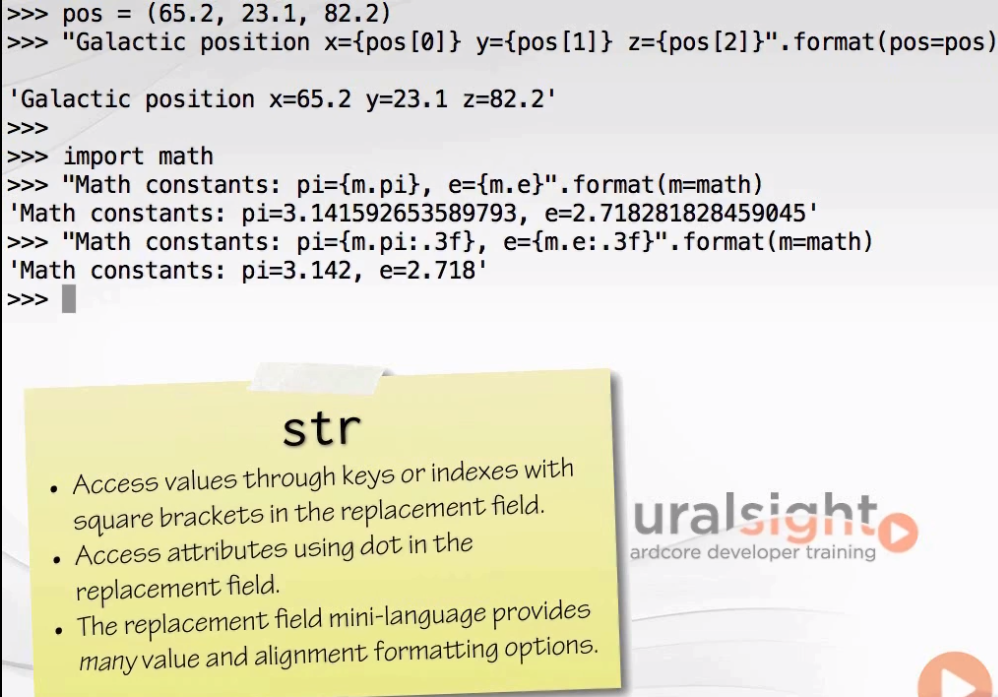 >>> pos = (65.2, 23.1, 82.2)
>>> "Galactic position x={pos[0]} y={pos[1]} z={pos[2]}".format(pos=pos)
'Galactic position x=65.2 y=23.1 z=82.2'
>>>
>>> import math
>>> "Math constants: pi={m.pi}, e={m.e}".format(m=math)
'Math constants: pi=3.141592653589793, e=2.718281828459045'
>>> "Math constants: pi={m.pi:.3f}, e={m.e:.3f}".format(m=math)
'Math constants: pi=3.142, e=2.718'
>>>
str
• Access values through keys or indexes with
square brackets in the replacement field.
• Access attributes using dot in the
replacement field.
• The replacement field mini-language provides
many value and alignment formatting options.
uralsight
ardcore developer training